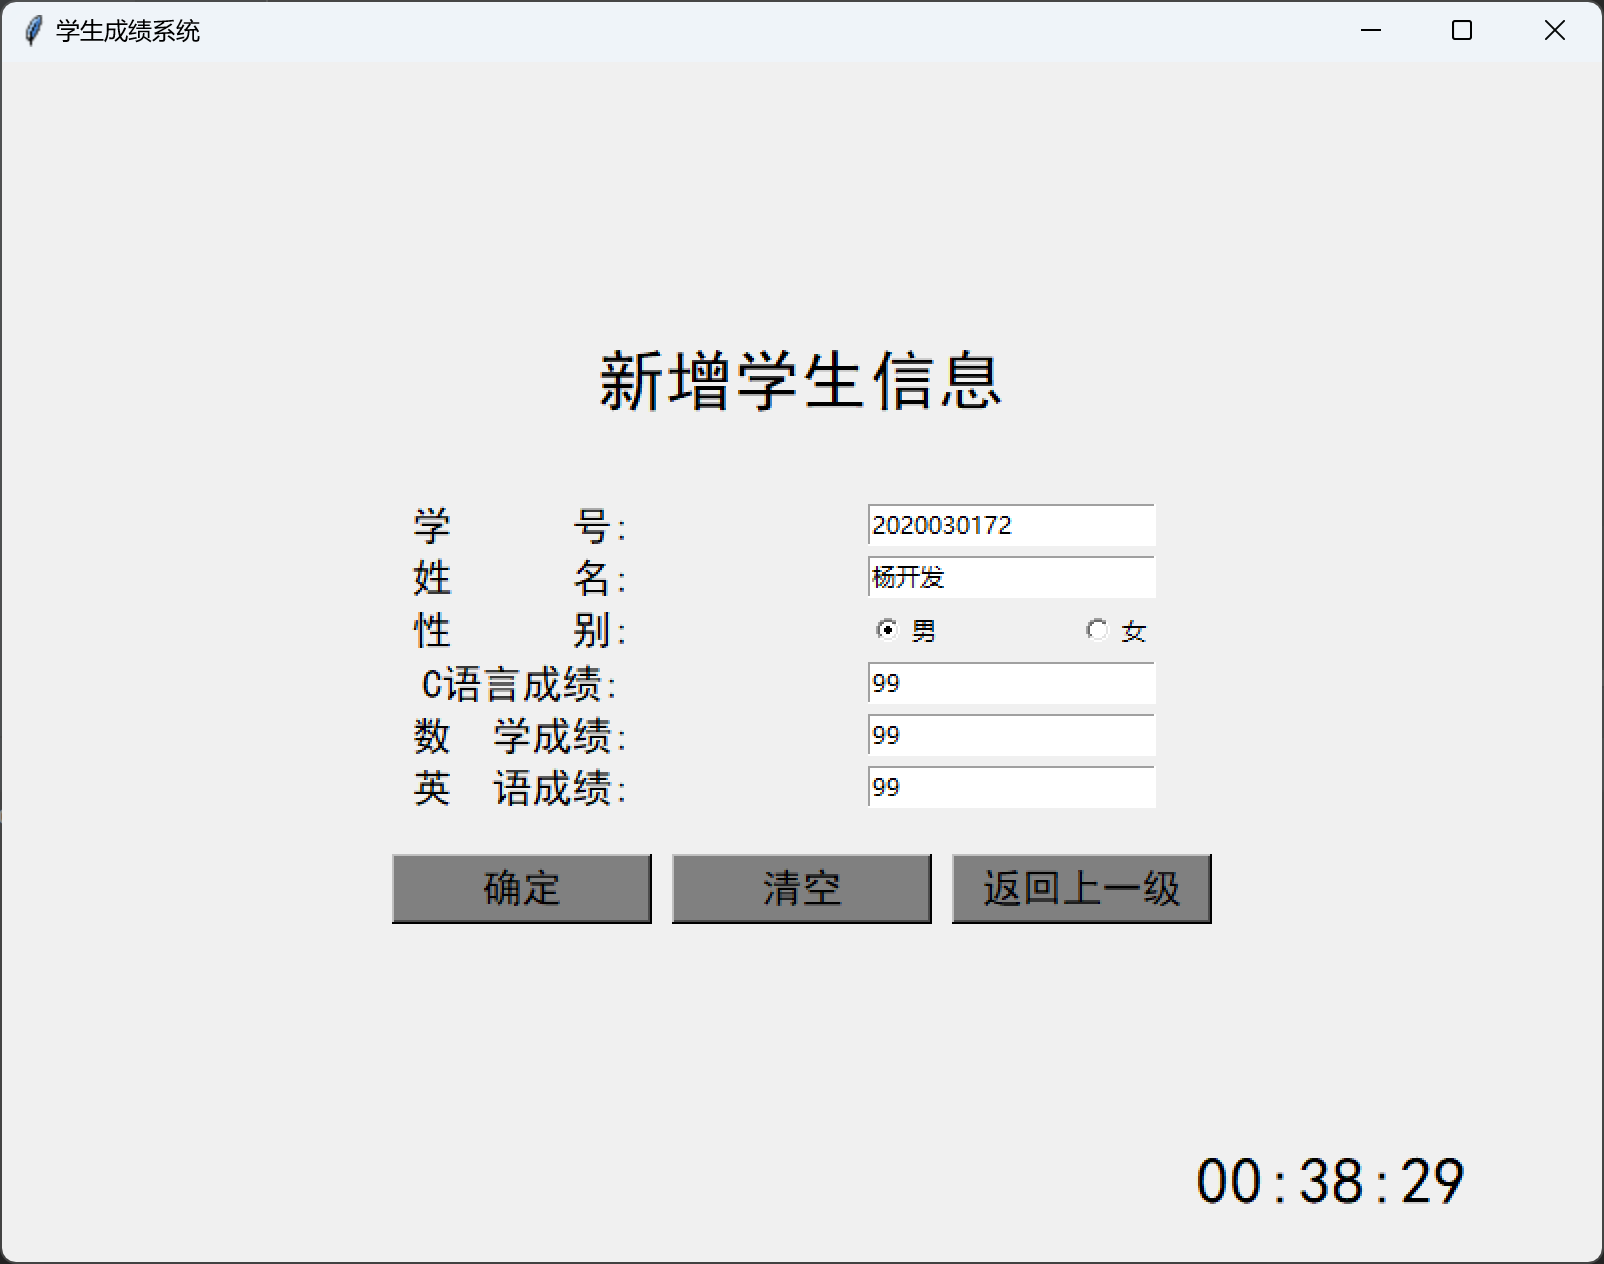 学生成绩系统
新增学生信息
学 号: 2020030172
姓 名: 杨开发
性 别: 男 女
C语言成绩: 99
数 学成绩: 99
英 语成绩: 99
确定 清空 返回上一级
00:38:29